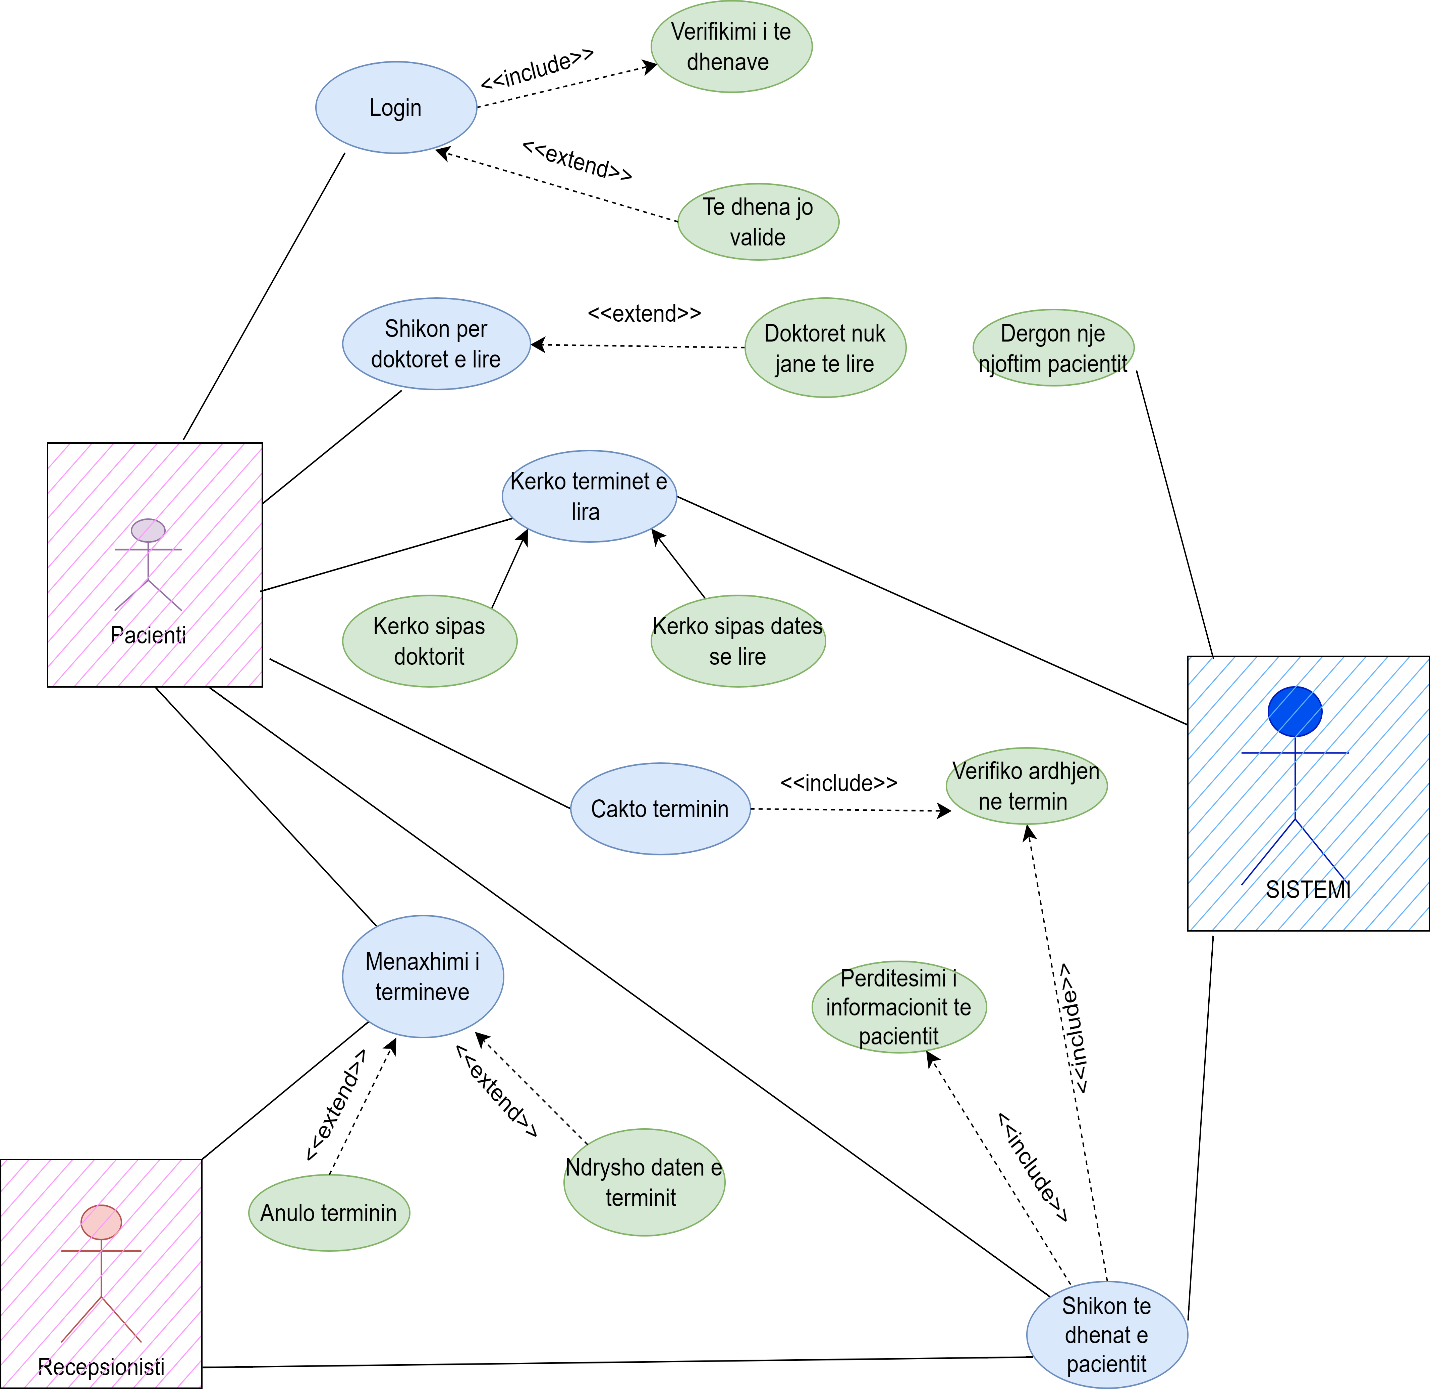 Verifikimi i te
dhenave
<<include>>
Login
<<extend>>
Te dhena jo
valide
Shikon per
doktoret e lire
<<extend>>
Doktoret nuk
jane te lire
Dergon nje
njoftim pacientit
Kerko terminet e
lira
Pacienti
Kerko sipas
doktorit
Kerko sipas dates
se lire
Cakto terminin
<<include>>
Verifiko ardhjen
ne termin
SISTEMI
Menaxhimi i
termineve
Perditesimi i
informacionit te
pacientit
<<include>>
<<extend>>
<<extend>>
<<include>>
Anulo terminin
Ndrysho daten e
terminit
Recepsionisti
Shikon te
dhenat e
pacientit